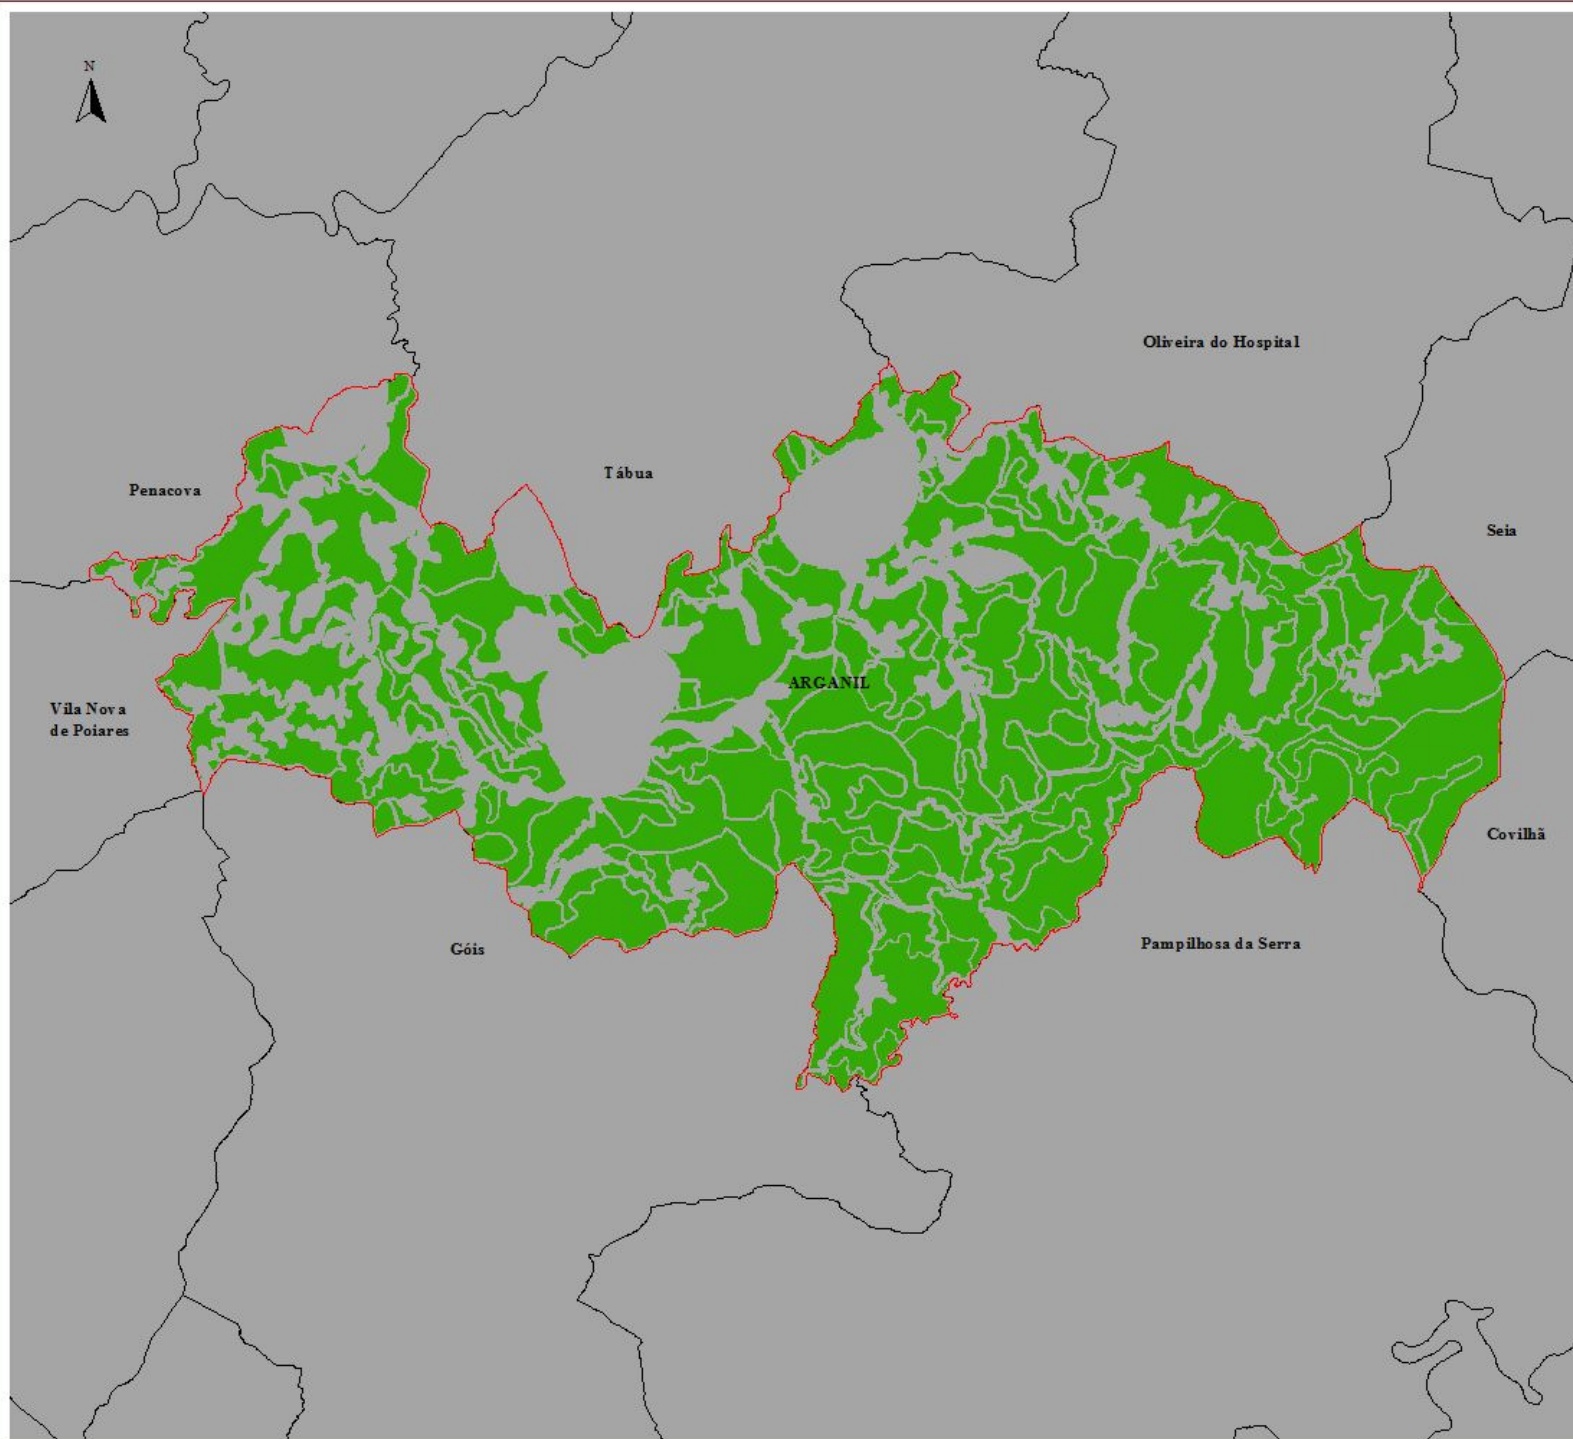 N
Oliveira do Hospital
Tábua
Penacova
Seia
ARGANIL
Vila Nova
de Poiares
Covilhã
Góis
Pampilhosa da Serra